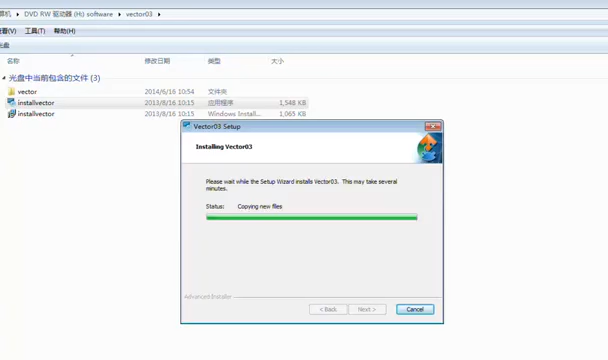 算机 ▸ DVD RW 驱动器 (H:) software ▸ vector03 ▸
查看(V) 工具(T) 帮助(H)
光盘
名称 修改日期 类型 大小
光盘中当前包含的文件 (3)
vector 2014/6/16 10:54 文件夹
installvector 2013/8/16 10:15 应用程序 1,548 KB
installvector 2013/8/16 10:15 Windows Install... 1,065 KB
Vector03 Setup
Installing Vector03
Please wait while the Setup Wizard installs Vector03. This may take several
minutes.
Status: Copying new files
Advanced Installer
< Back Next > Cancel